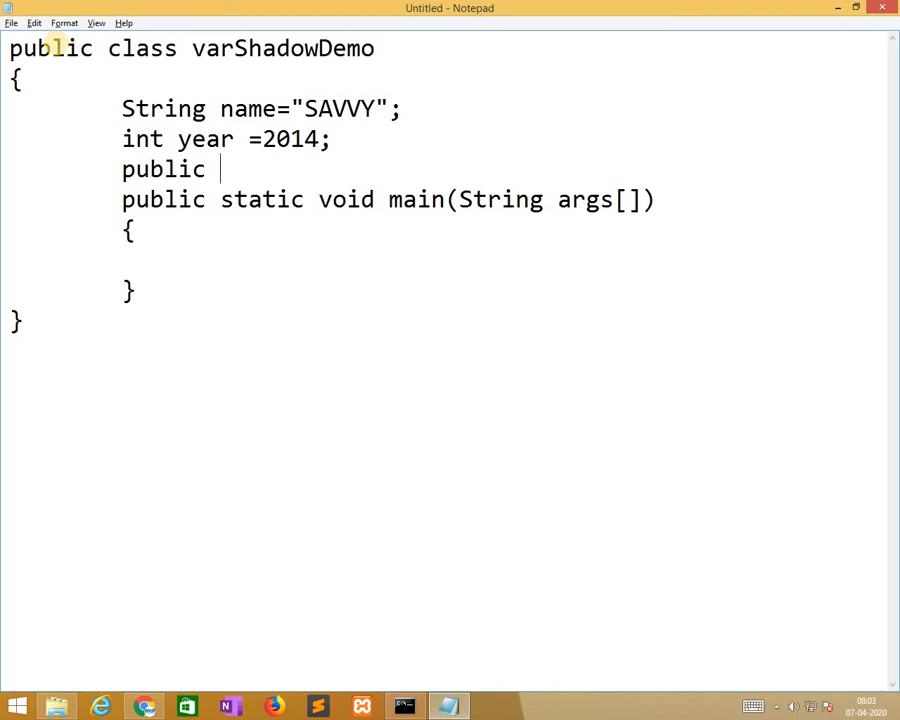 Untitled - Notepad
File Edit Format View Help
public class varShadowDemo
{
String name="SAVVY";
int year =2014;
public
public static void main(String args[])
{
}
}
08:03
07-04-2020